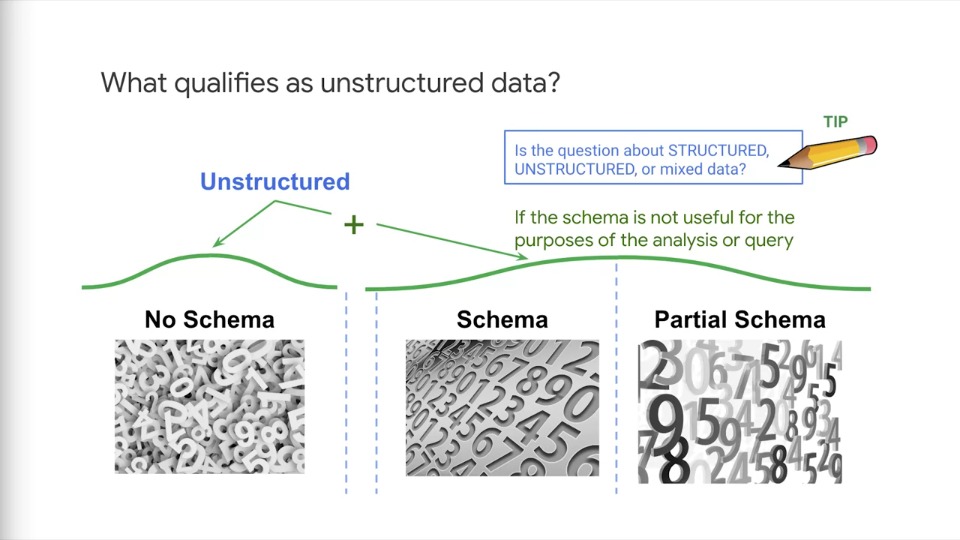 What qualifies as unstructured data?
TIP
Is the question about STRUCTURED,
UNSTRUCTURED, or mixed data?
Unstructured
+
If the schema is not useful for the
purposes of the analysis or query
No Schema
Schema
Partial Schema